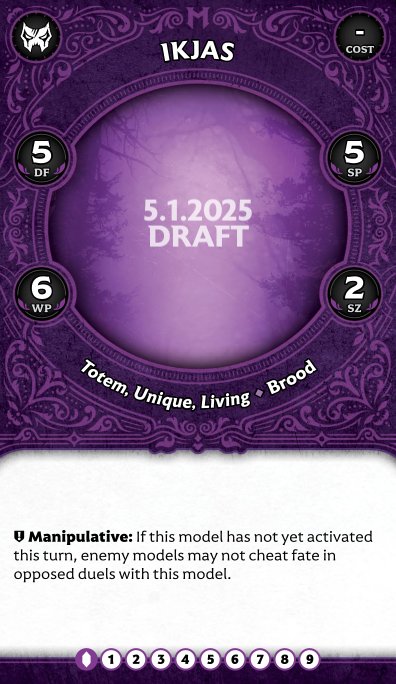 IKJAS
-
COST
5
DF
5
SP
5.1.2025
DRAFT
6
WP
2
SZ
Totem, Unique, Living ⬥ Brood
Manipulative: If this model has not yet activated
this turn, enemy models may not cheat fate in
opposed duels with this model.
1 2 3 4 5 6 7 8 9